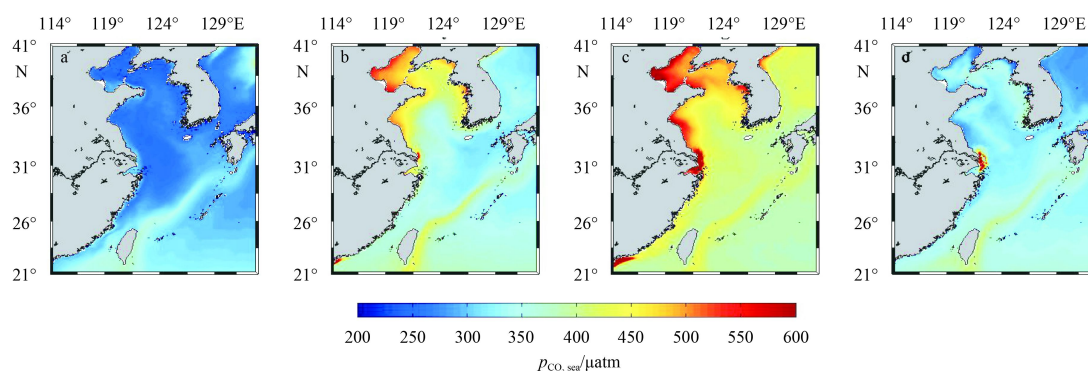 114° 119° 124° 129°E 114° 119° 124° 129°E 114° 119° 124° 129°E 114° 119° 124° 129°E
41° 41° 41° 41°
a b c d
N N N N
36° 36° 36° 36°
31° 31° 31° 31°
26° 26° 26° 26°
21° 21° 21° 21°
200 250 300 350 400 450 500 550 600
pCO, sea/μatm